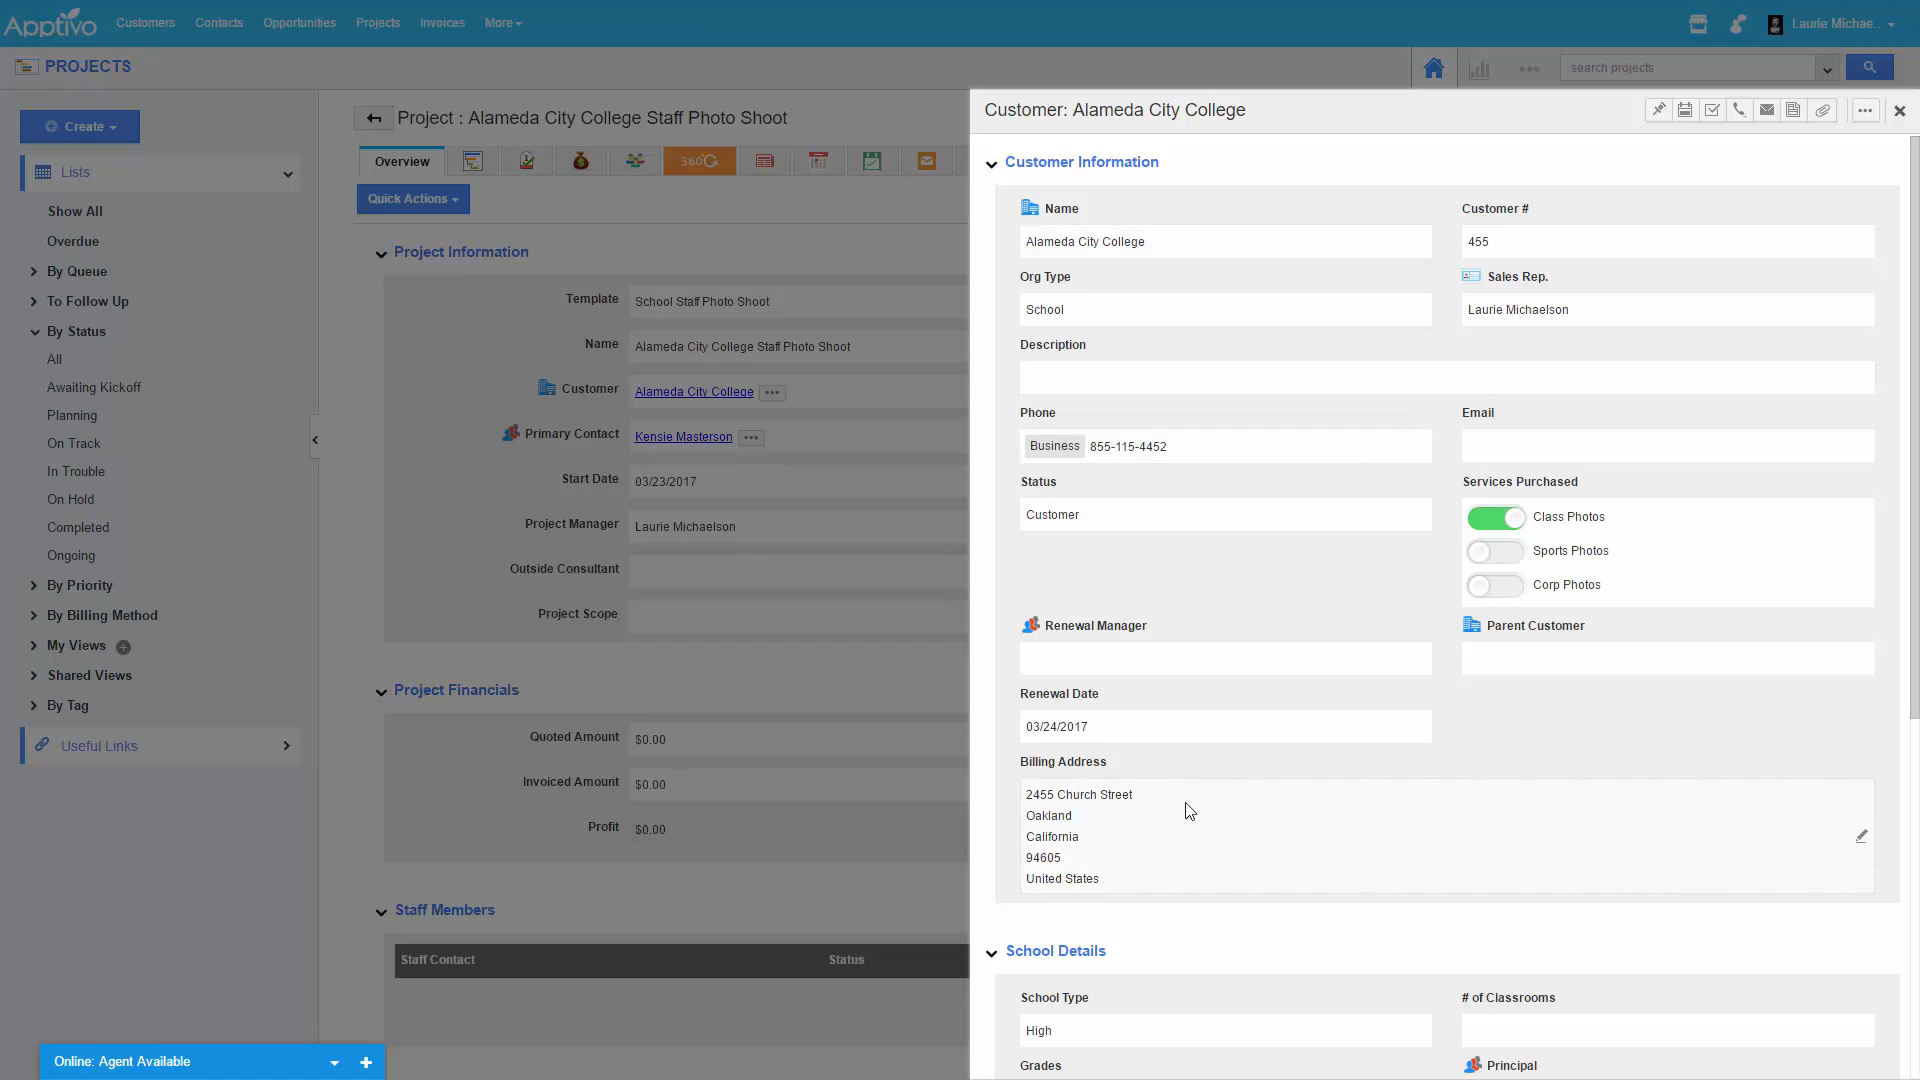 Apptivo
Customers Contacts Opportunities Projects Invoices More
Laurie Michae..
PROJECTS
search projects
Create
Lists
Show All
Overdue
By Queue
To Follow Up
By Status
All
Awaiting Kickoff
Planning
On Track
In Trouble
On Hold
Completed
Ongoing
By Priority
By Billing Method
My Views
Shared Views
By Tag
Useful Links
Online: Agent Available
Project : Alameda City College Staff Photo Shoot
Overview
360
Quick Actions
Project Information
Template School Staff Photo Shoot
Name Alameda City College Staff Photo Shoot
Customer Alameda City College
Primary Contact Kensie Masterson
Start Date 03/23/2017
Project Manager Laurie Michaelson
Outside Consultant
Project Scope
Project Financials
Quoted Amount $0.00
Invoiced Amount $0.00
Profit $0.00
Staff Members
Staff Contact Status
Customer: Alameda City College
Customer Information
Name Customer #
Alameda City College 455
Org Type Sales Rep.
School Laurie Michaelson
Description
Phone Email
Business 855-115-4452
Status Services Purchased
Customer Class Photos
Sports Photos
Corp Photos
Renewal Manager Parent Customer
Renewal Date
03/24/2017
Billing Address
2455 Church Street
Oakland
California
94605
United States
School Details
School Type # of Classrooms
High
Grades Principal